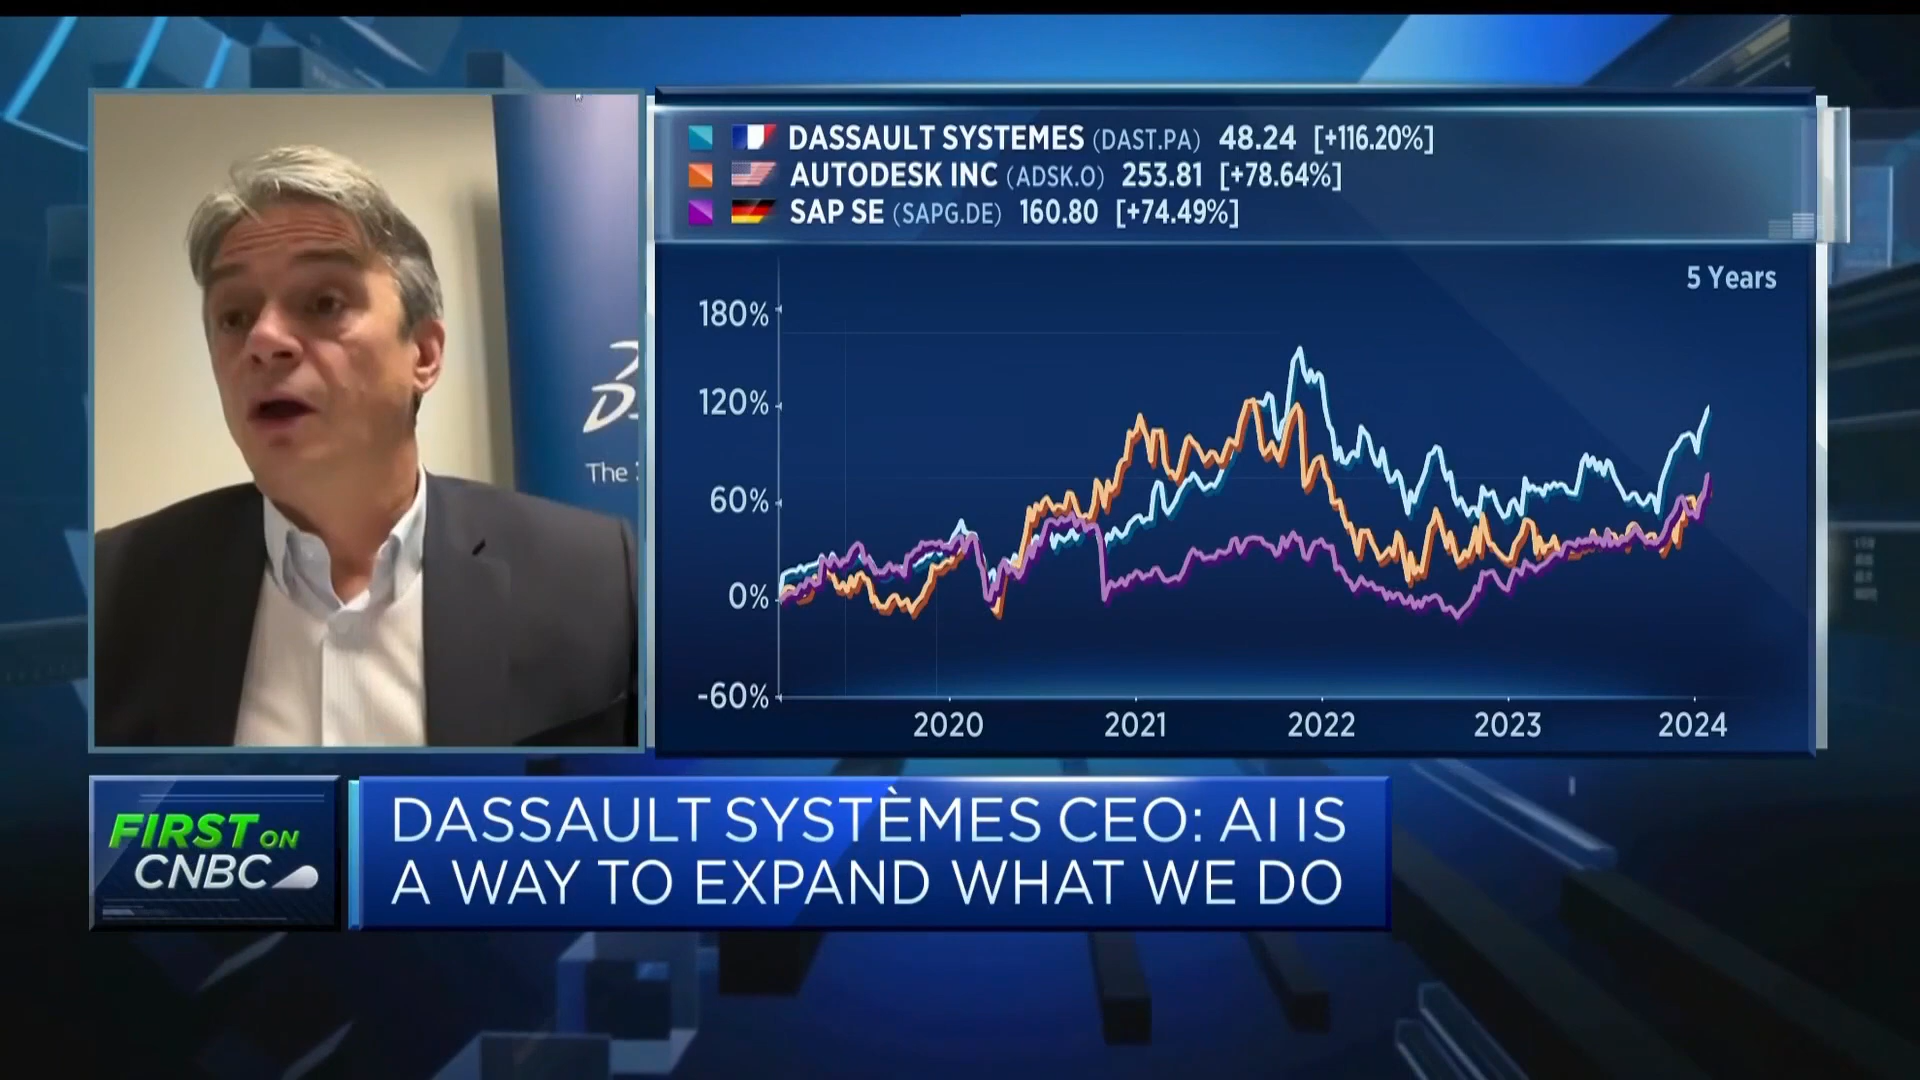 DASSAULT SYSTEMES (DAST.PA) 48.24 [+116.20%]
AUTODESK INC (ADSK.O) 253.81 [+78.64%]
SAP SE (SAPG.DE) 160.80 [+74.49%]
5 Years
180%
120%
60%
0%
-60%
2020 2021 2022 2023 2024
The
FIRST ON
CNBC
DASSAULT SYSTÈMES CEO: AI IS
A WAY TO EXPAND WHAT WE DO